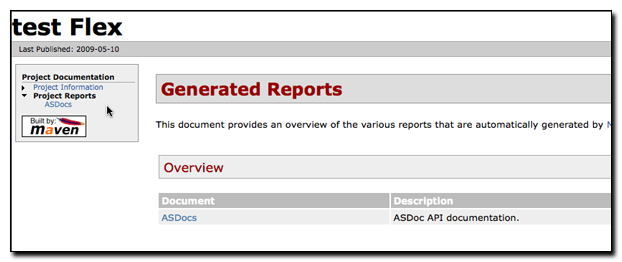 test Flex
Last Published: 2009-05-10
Project Documentation
Project Information
Project Reports
ASDocs
Built by:
maven
Generated Reports
This document provides an overview of the various reports that are automatically generated by
Overview
Document Description
ASDocs ASDoc API documentation.